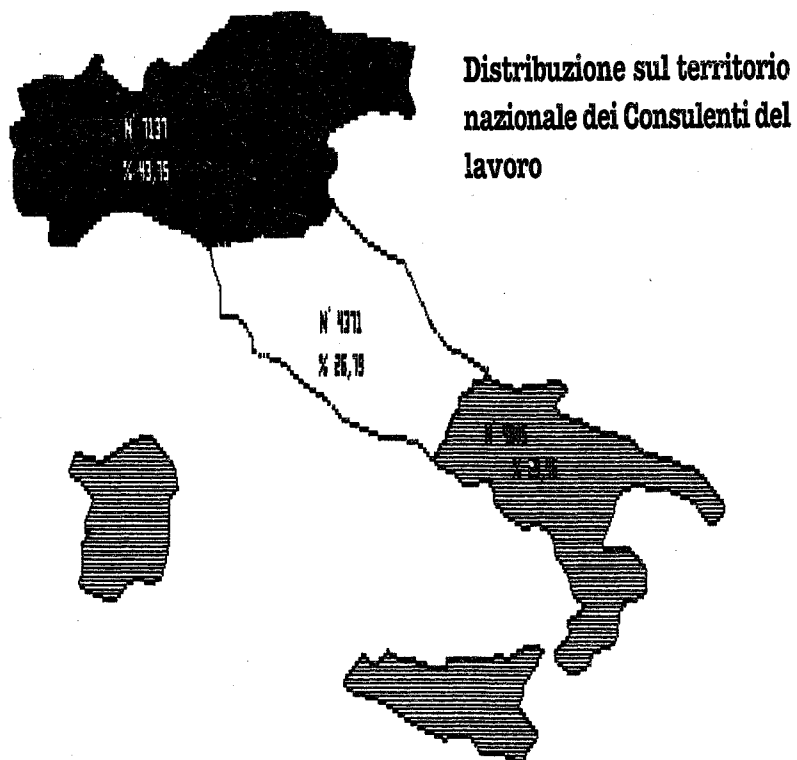 Distribuzione sul territorio
nazionale dei Consulenti del
lavoro
N° 7137
% 43,75
N° 4371
% 26,79
N°
%